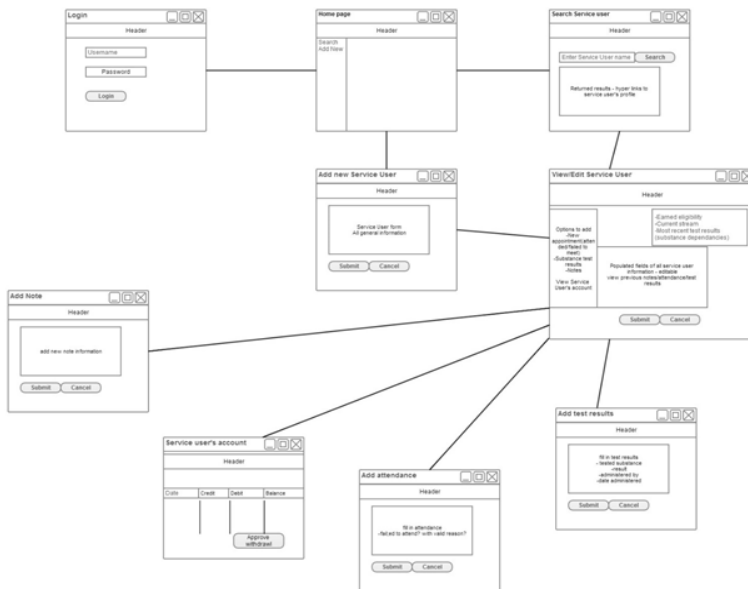 Login
Header
Username
Password
Login
Home page
Header
Search
Add New
Search Service user
Header
Enter Service User name
Search
Returned results - hyper links to
service user's profile
Add new Service User
Header
Service User form
All general information
Submit
Cancel
View/Edit Service User
Header
Options to add
-New
appointment(atten
ded/failed to
meet)
-Substance test
results
-Notes
View Service
User's account
-Earned eligibility
-Current stream
-Most recent test results
(substance dependancies)
Populated fields of all service user
information - editable
view previous notes/attendance/test
results
Submit
Cancel
Add Note
Header
add new note information
Submit
Cancel
Service user's account
Header
Date
Credit
Debit
Balance
Approve
withdrawl
Add attendance
Header
fill in attendance
-failed to attend? with valid reason?
Submit
Cancel
Add test results
Header
fill in test results
- tested substance
-result
-administered by
-date administered
Submit
Cancel